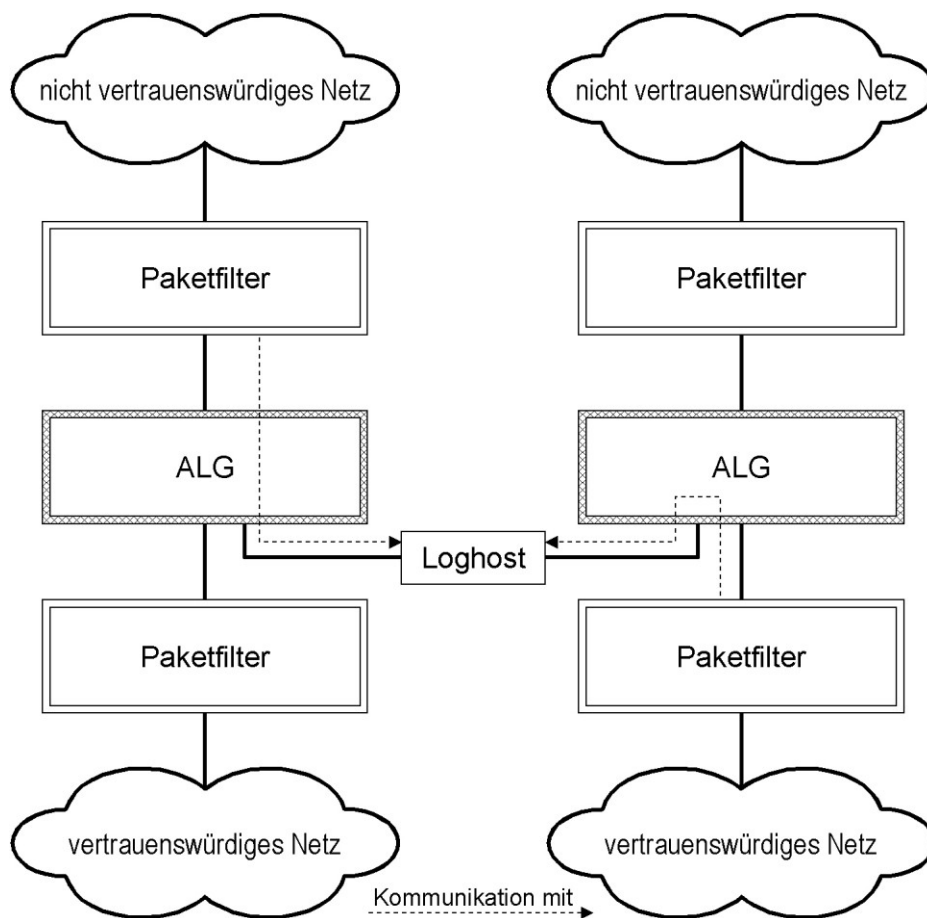 nicht vertrauenswürdiges Netz
nicht vertrauenswürdiges Netz
Paketfilter
Paketfilter
ALG
ALG
Loghost
Paketfilter
Paketfilter
vertrauenswürdiges Netz
vertrauenswürdiges Netz
Kommunikation mit